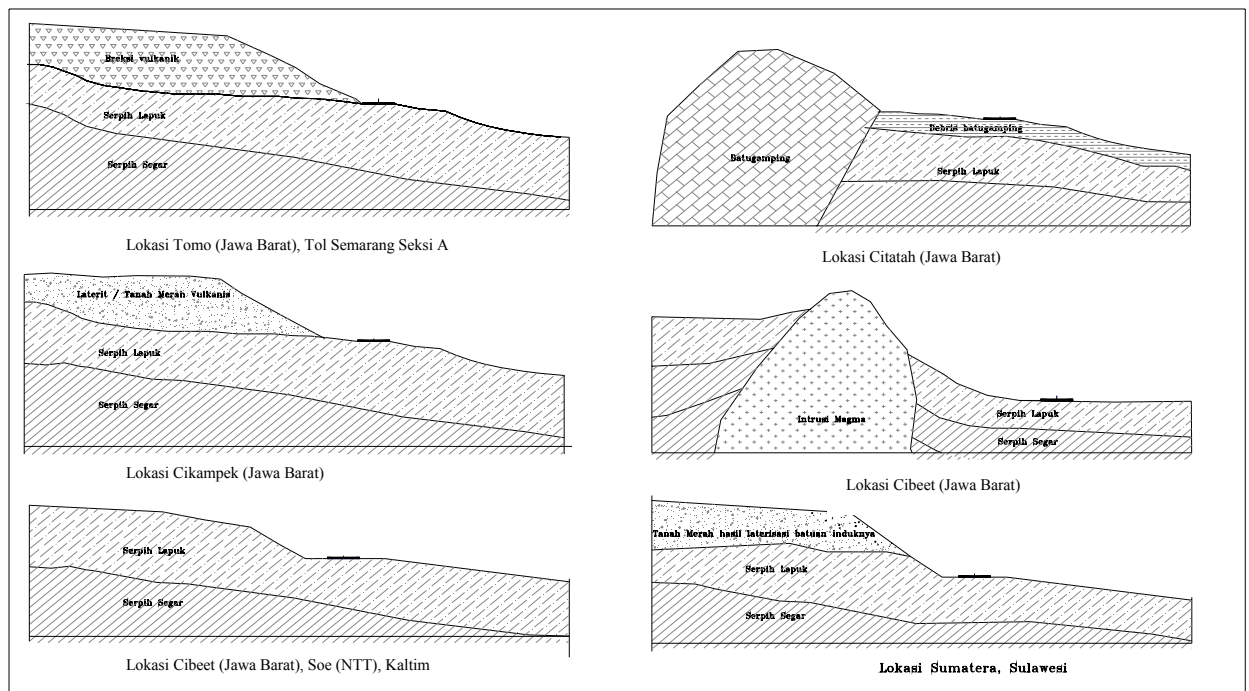 Breksi vulkanik
Serpih Lapuk
Serpih Segar
Lokasi Tomo (Jawa Barat), Tol Semarang Seksi A
Batugamping
Debris batugamping
Serpih Lapuk
Lokasi Citatah (Jawa Barat)
Laterit / Tanah Merah Vulkanis
Serpih Lapuk
Serpih Segar
Lokasi Cikampek (Jawa Barat)
Intrusi Magma
Serpih Lapuk
Serpih Segar
Lokasi Cibeet (Jawa Barat)
Serpih Lapuk
Serpih Segar
Lokasi Cibeet (Jawa Barat), Soe (NTT), Kaltim
Tanah Merah hasil laterisasi batuan induknya
Serpih Lapuk
Serpih Segar
Lokasi Sumatera, Sulawesi